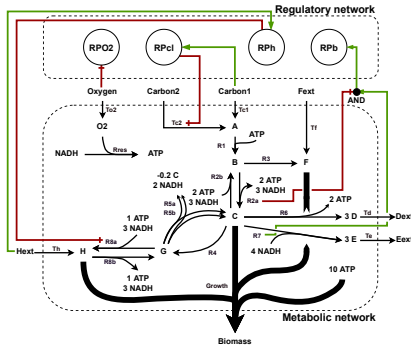 Regulatory network
RPO2
RPcl
RPh
RPb
Oxygen
Carbon2
Carbon1
Fext
AND
To2
Tc2
Tc1
Tf
O2
A
R1
ATP
NADH
Rres
ATP
B
R3
F
-0.2 C
2 NADH
R2b
2 ATP
3 NADH
2 ATP
3 NADH
R2a
R5a
R5b
2 ATP
C
R6
3 D
Td
Dext
1 ATP
3 NADH
R7
3 E
Te
Eext
Hext
Th
H
R8a
R8b
G
R4
4 NADH
1 ATP
3 NADH
Growth
10 ATP
Metabolic network
Biomass